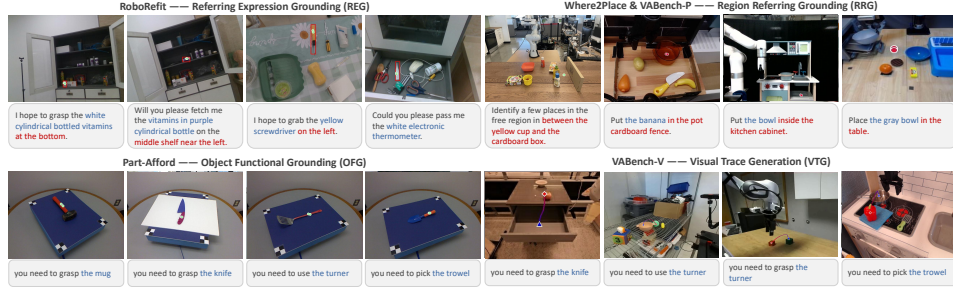 RoboRefit —— Referring Expression Grounding (REG)
Where2Place & VABench-P —— Region Referring Grounding (RRG)
I hope to grasp the white
cylindrical bottled vitamins
at the bottom.
Will you please fetch me
the vitamins in purple
cylindrical bottle on the
middle shelf near the left.
I hope to grab the yellow
screwdriver on the left.
Could you please pass me
the white electronic
thermometer.
Identify a few places in the
free region in between the
yellow cup and the
cardboard box.
Put the banana in the pot
cardboard fence.
Put the bowl inside the
kitchen cabinet.
Place the gray bowl in the
table.
Part-Afford —— Object Functional Grounding (OFG)
VABench-V —— Visual Trace Generation (VTG)
you need to grasp the mug
you need to grasp the knife
you need to use the turner
you need to pick the trowel
you need to grasp the knife
you need to use the turner
you need to grasp the
turner
you need to pick the trowel